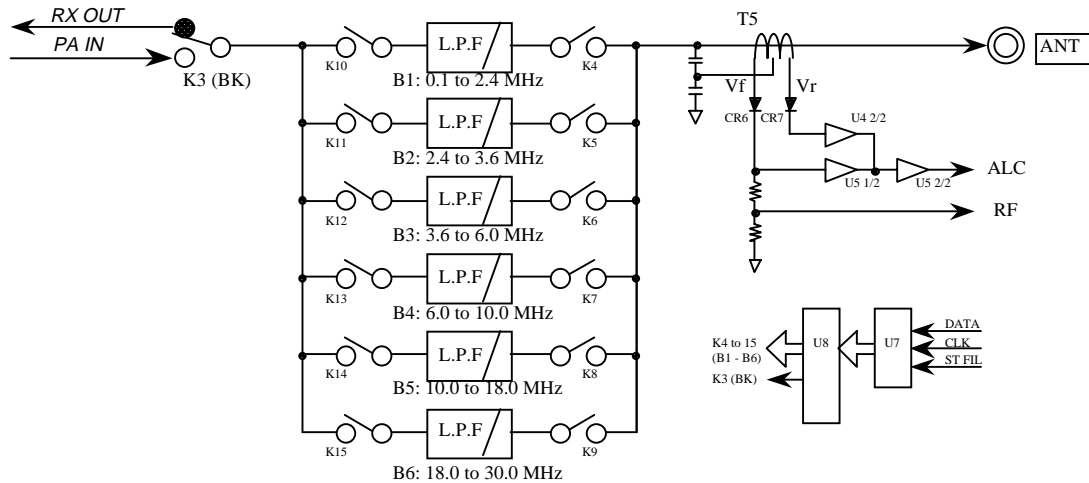 RX OUT
PA IN
K3 (BK)
K10
L.P.F
K4
B1: 0.1 to 2.4 MHz
K11
L.P.F
K5
B2: 2.4 to 3.6 MHz
K12
L.P.F
K6
B3: 3.6 to 6.0 MHz
K13
L.P.F
K7
B4: 6.0 to 10.0 MHz
K14
L.P.F
K8
B5: 10.0 to 18.0 MHz
K15
L.P.F
K9
B6: 18.0 to 30.0 MHz
T5
ANT
Vf
Vr
CR6
CR7
U4 2/2
U5 1/2
U5 2/2
ALC
RF
K4 to 15
(B1 - B6)
K3 (BK)
U8
U7
DATA
CLK
ST FIL